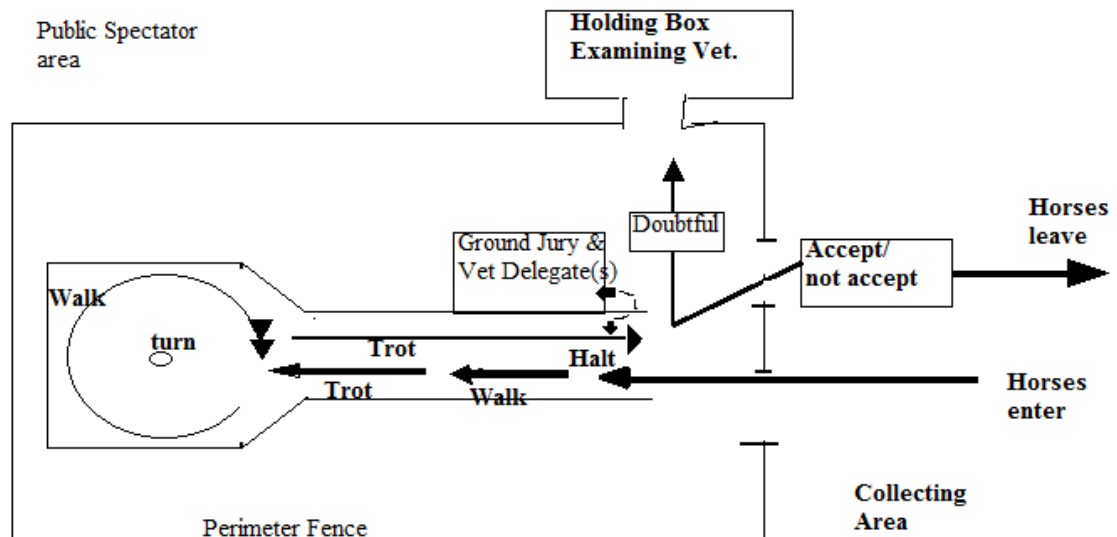 Public Spectator
area
Holding Box
Examining Vet.
Doubtful
Horses
leave
Ground Jury &
Vet Delegate(s)
Accept/
not accept
Walk
turn
Trot
Halt
Trot
Walk
Horses
enter
Collecting
Area
Perimeter Fence